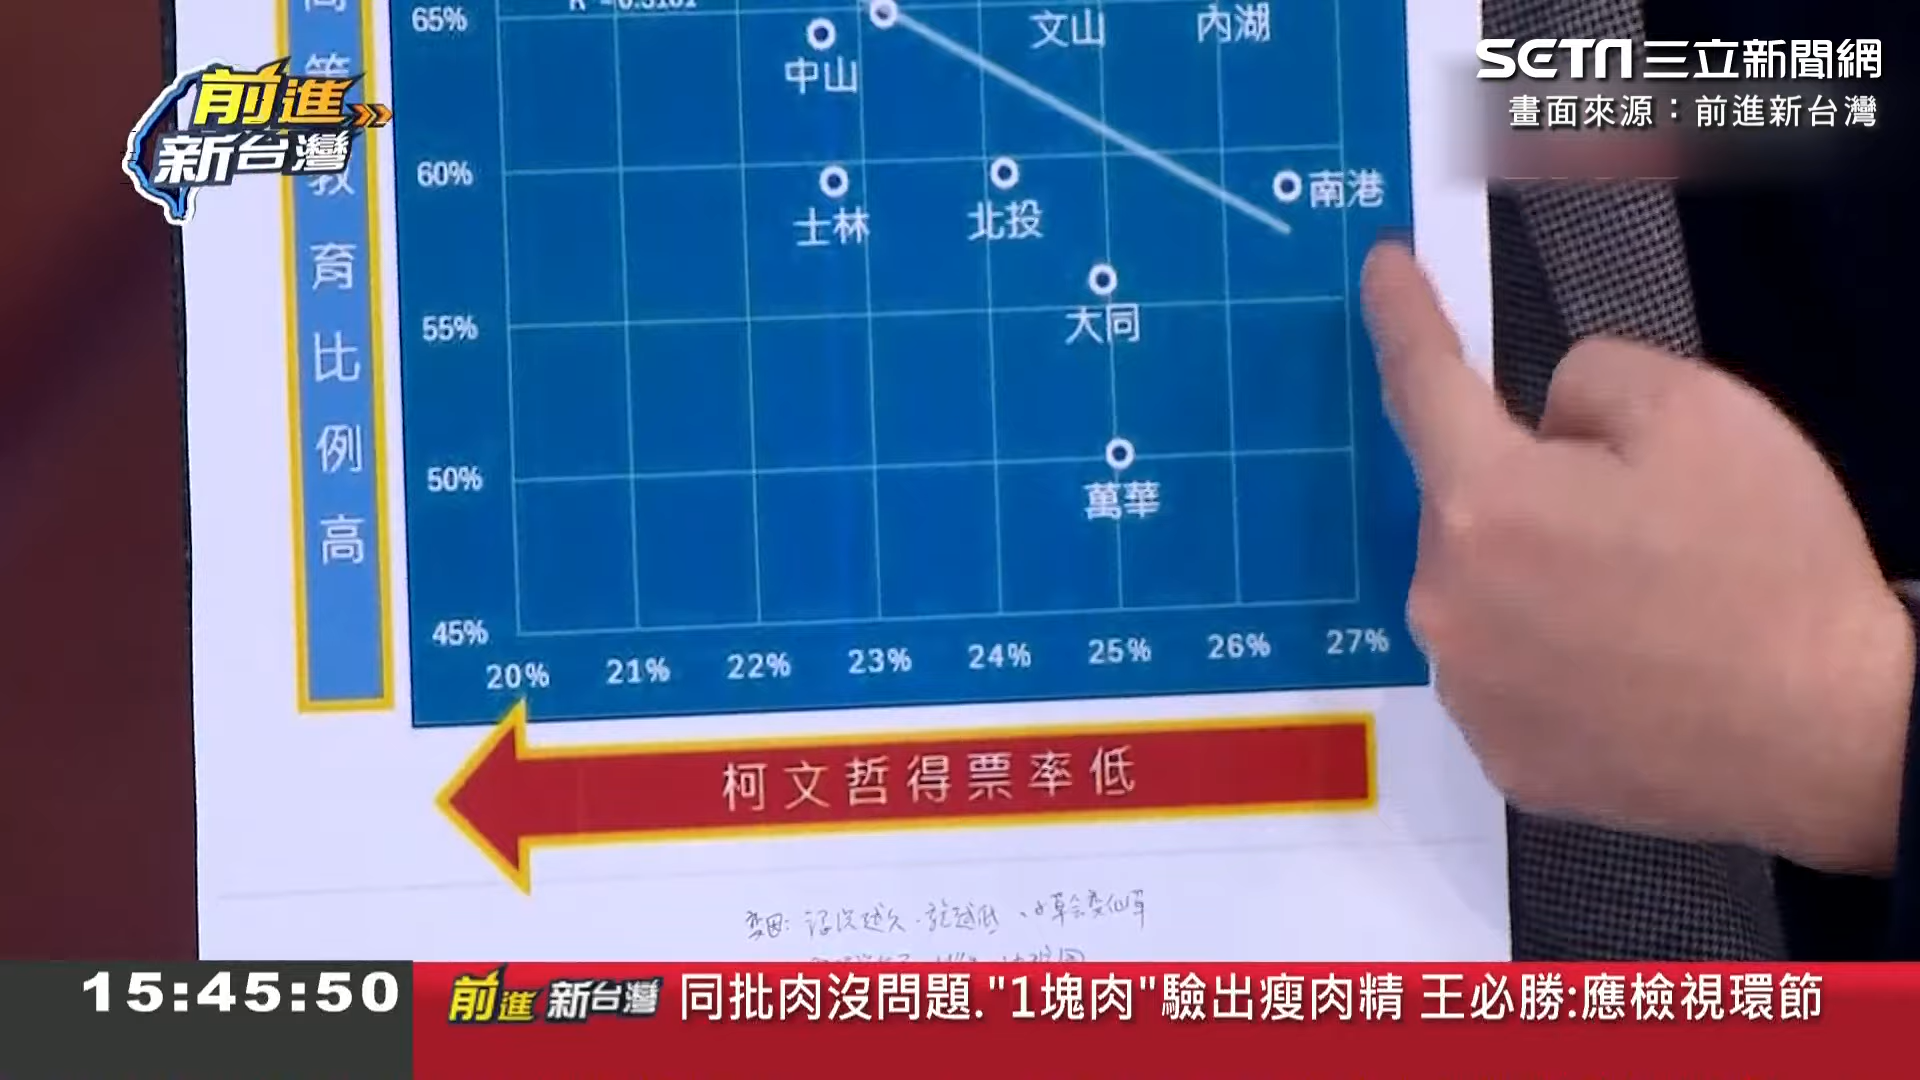 SETN三立新聞網
畫面來源：前進新台灣
前進
新台灣
等教育比例高
65%
60%
55%
50%
45%
中山
文山
內湖
士林
北投
南港
大同
萬華
20% 21% 22% 23% 24% 25% 26% 27%
柯文哲得票率低
15:45:50
前進新台灣
同批肉沒問題."1塊肉"驗出瘦肉精 王必勝:應檢視環節